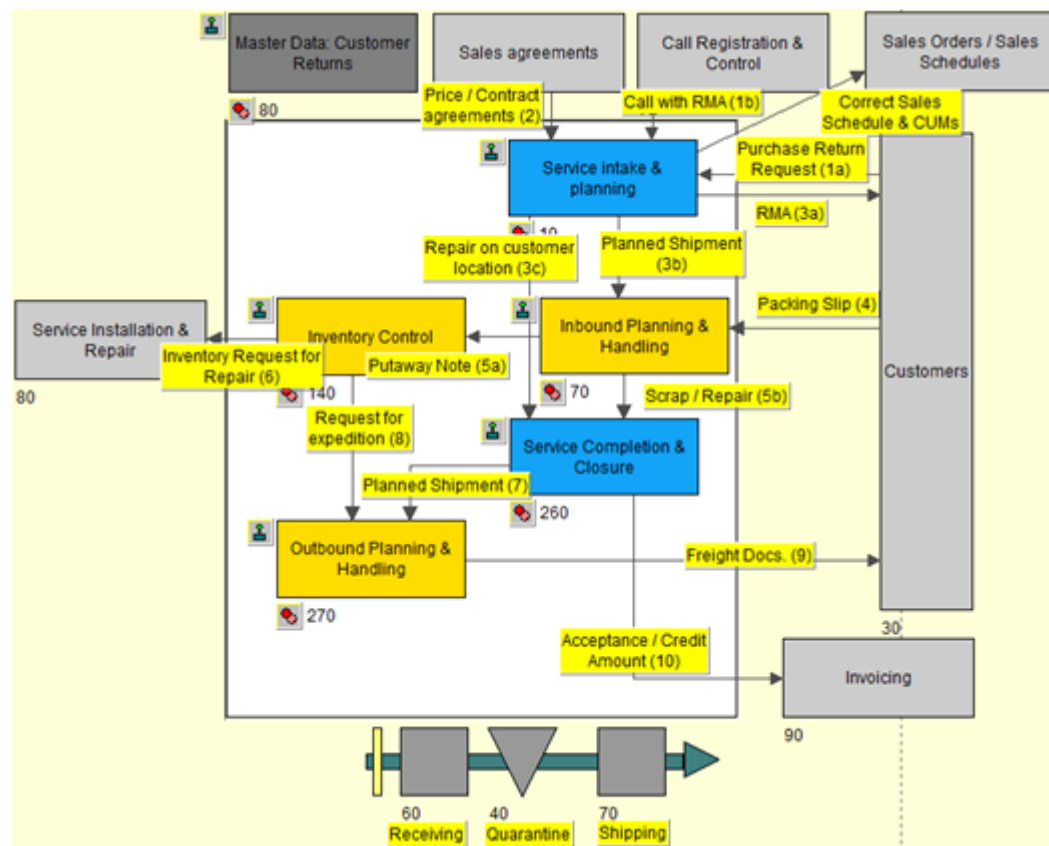 Master Data: Customer
Returns
Sales agreements
Call Registration &
Control
Sales Orders / Sales
Schedules
80
Price / Contract
agreements (2)
Call with RMA (1b)
Correct Sales
Schedule & CUMs
Service intake &
planning
Purchase Return
Request (1a)
RMA (3a)
10
Repair on customer
location (3c)
Planned Shipment
(3b)
Packing Slip (4)
Service Installation &
Repair
Inventory Control
Inbound Planning &
Handling
Customers
Inventory Request for
Repair (6)
Putaway Note (5a)
80
140
70
Scrap / Repair (5b)
Request for
expedition (8)
Service Completion &
Closure
Planned Shipment (7)
260
Outbound Planning &
Handling
Freight Docs. (9)
270
30
Acceptance / Credit
Amount (10)
Invoicing
90
60
40
70
Receiving
Quarantine
Shipping